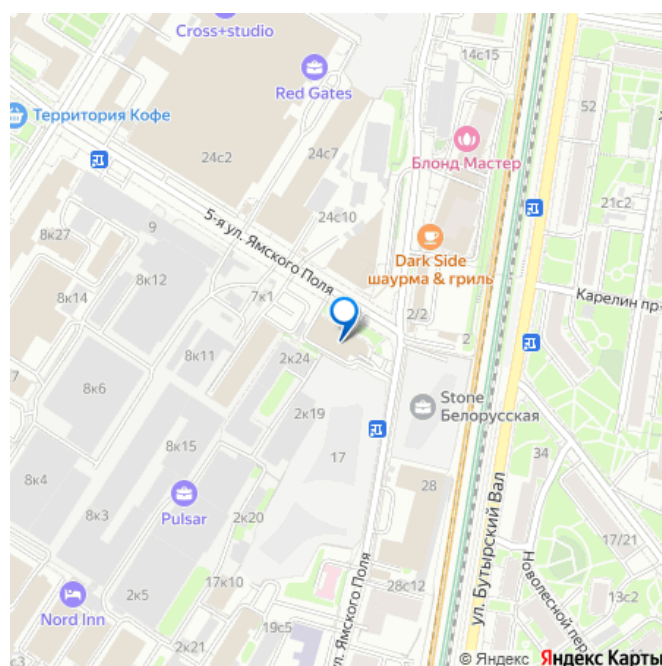 Cross+studio
14с15
Red Gates
52
Территория Кофе
24с7
Блонд Мастер
24с2
21с2
5-я ул. Ямского Поля
24с10
9
8к27
Dark Side
шаурма & гриль
8к12
8к14
7к1
Карелин пр-
2/2
2
8к11
2к24
7
8к6
Stone
Белорусская
2к19
8к15
17
34
8к4
28
8к3
Pulsar
2к20
ул. Бутырский Вал
17/21
17к10
28с12
Новолесной пер.
13с2
2к5
Nord Inn
19с5
ул. Ямского Поля
2к21
© Яндекс Яндекс Карты